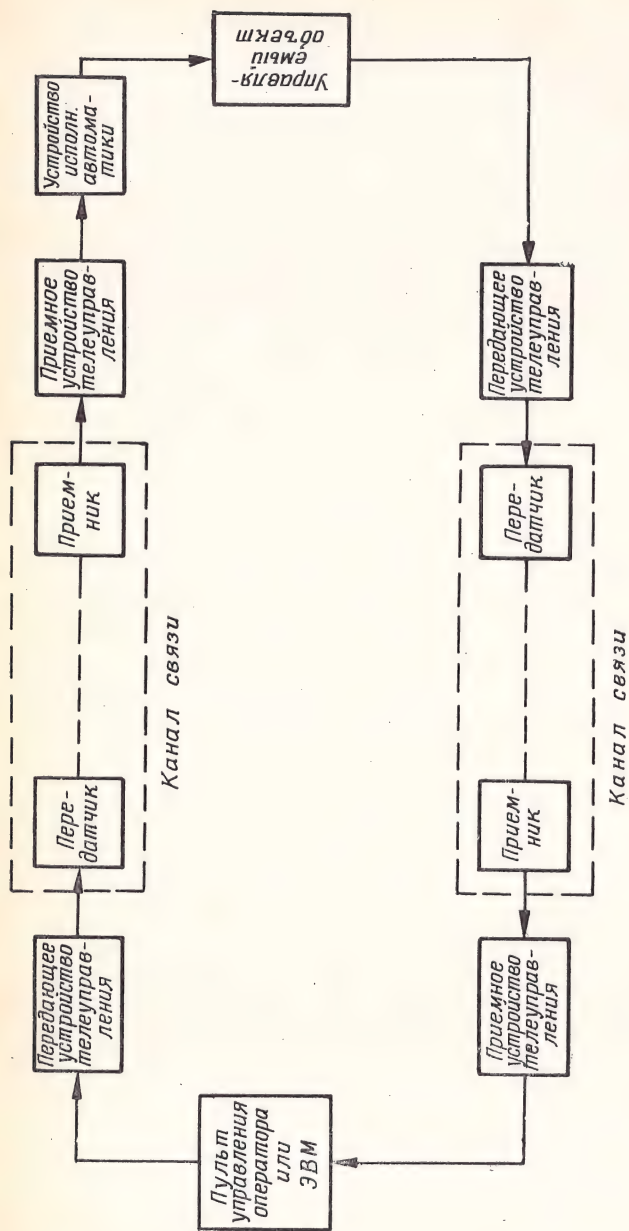 Пульт
управления
оператора
или
ЭВМ
Передающее
устройство
телеуправ-
ления
Пере-
датчик
Прием-
ник
Канал связи
Приемное
устройство
телеуправ-
ления
Устройство
исполн.
автома-
тики
Управля-
емый
объект
Передающее
устройство
телеуправ-
ления
Пере-
датчик
Прием-
ник
Канал связи
Приемное
устройство
телеуправ-
ления